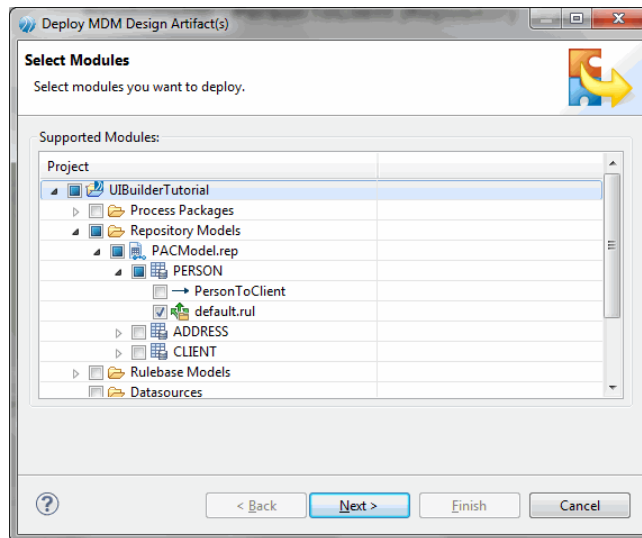 Deploy MDM Design Artifact(s)
Select Modules
Select modules you want to deploy.
Supported Modules:
Project
UIBuilderTutorial
Process Packages
Repository Models
PACModel.rep
PERSON
PersonToClient
default.rul
ADDRESS
CLIENT
Rulebase Models
Datasources
?
< Back
Next >
Finish
Cancel